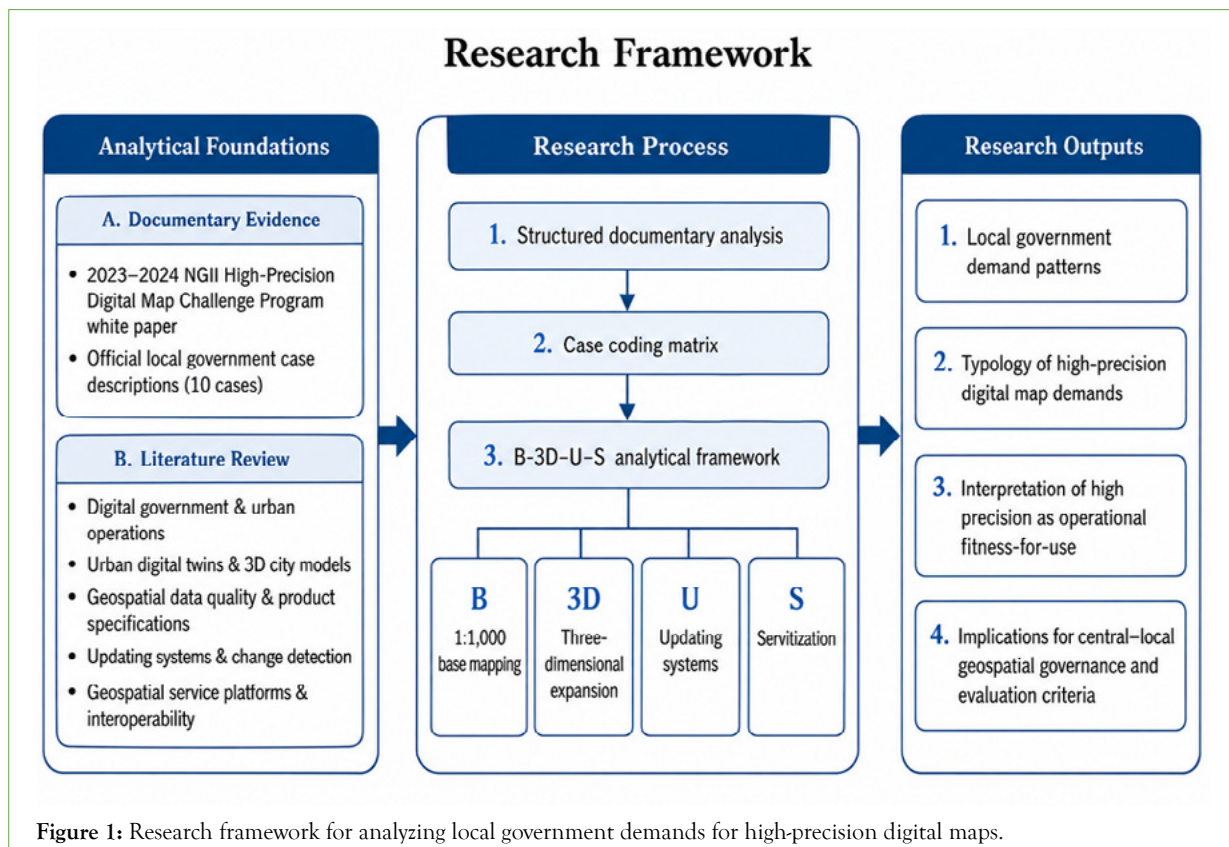 Research Framework
Analytical Foundations
A. Documentary Evidence
• 2023–2024 NGII High-Precision
Digital Map Challenge Program
white paper
• Official local government case
descriptions (10 cases)
B. Literature Review
• Digital government & urban
operations
• Urban digital twins & 3D city models
• Geospatial data quality & product
specifications
• Updating systems & change detection
• Geospatial service platforms &
interoperability
Research Process
1. Structured documentary analysis
2. Case coding matrix
3. B-3D-U-S analytical framework
B
1:1,000
base mapping
3D
Three-
dimensional
expansion
U
Updating
systems
S
Servitization
Research Outputs
1. Local government
demand patterns
2. Typology of high-precision
digital map demands
3. Interpretation of high
precision as operational
fitness-for-use
4. Implications for central–local
geospatial governance and
evaluation criteria
Figure 1: Research framework for analyzing local government demands for high-precision digital maps.